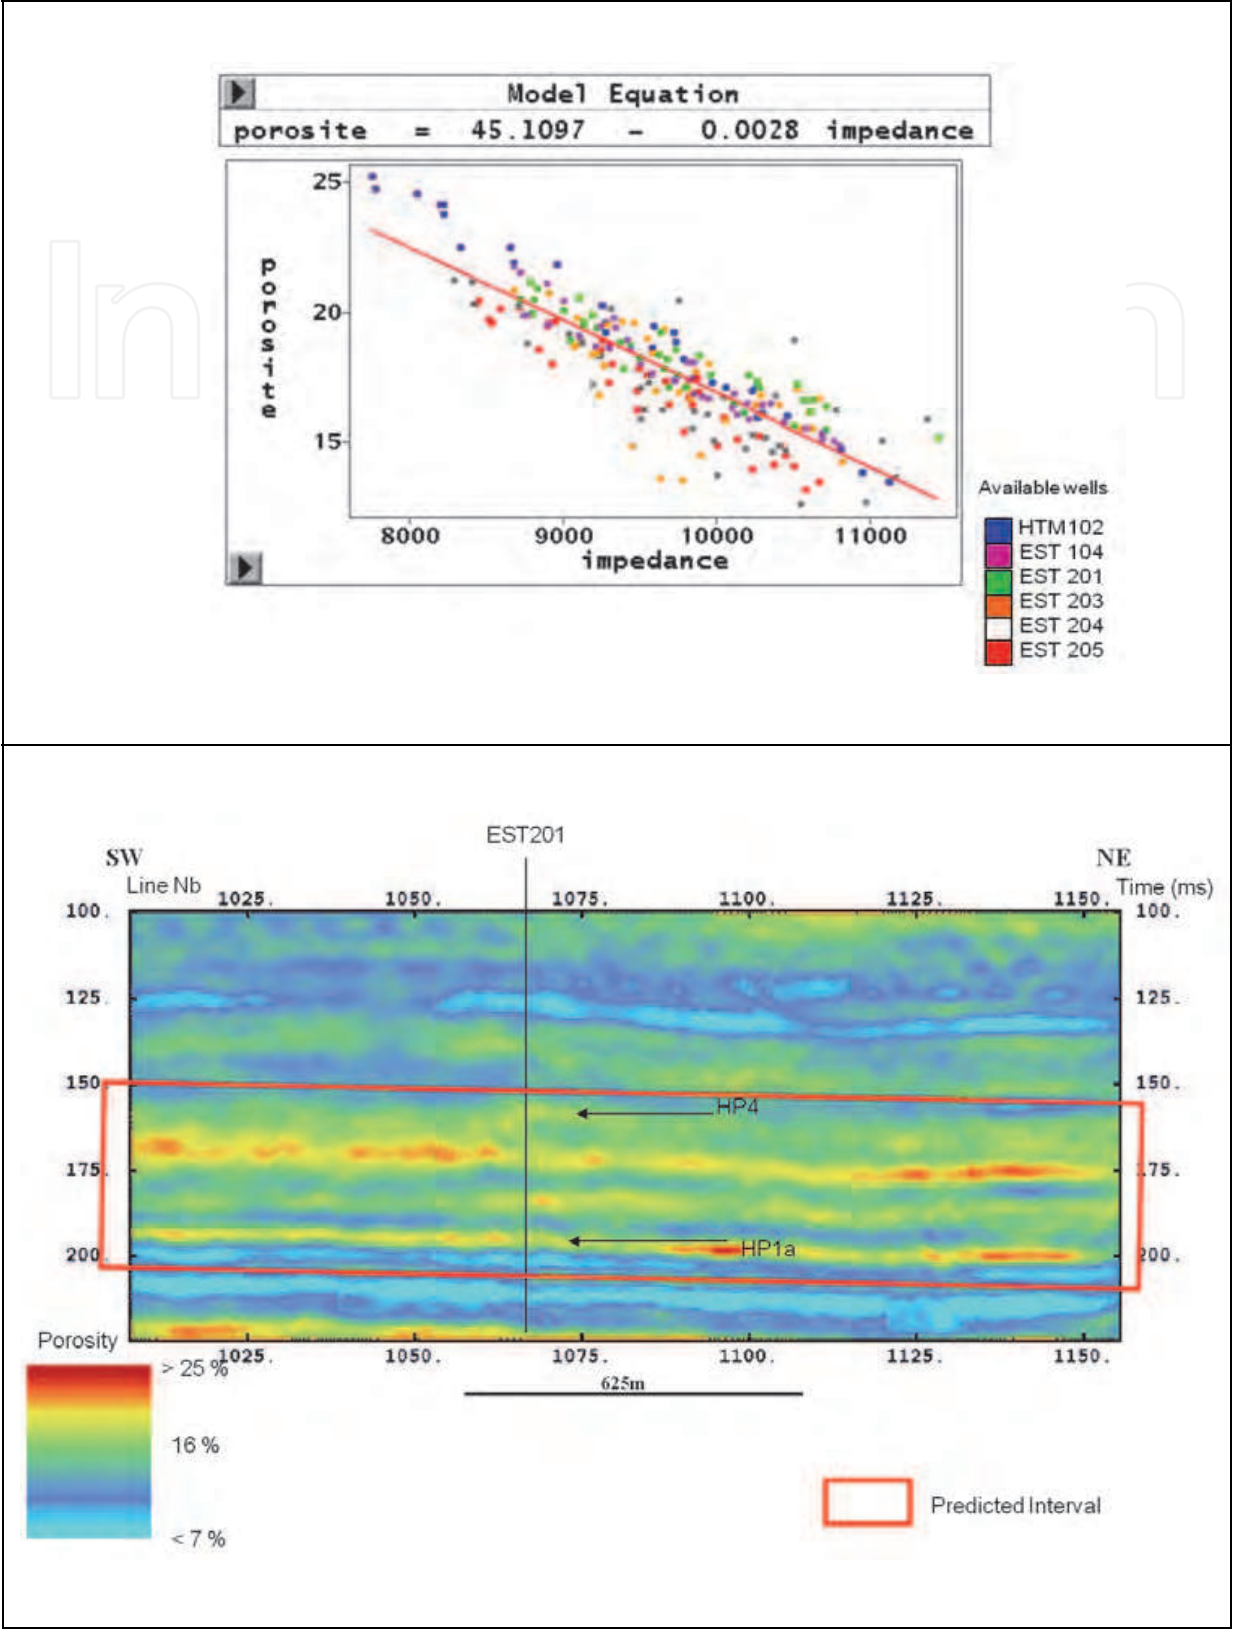 Model Equation
porosite = 45.1097 - 0.0028 impedance
25
20
15
porosite
8000 9000 10000 11000
impedance
Available wells
HTM102
EST 104
EST 201
EST 203
EST 204
EST 205
EST201
SW NE
Line Nb 1025. 1050. 1075. 1100. 1125. 1150. Time (ms)
100. 100.
125. 125.
150. 150.
HP4
175. 175.
HP1a
200. 200.
1025. 1050. 1075. 1100. 1125. 1150.
625m
Porosity
> 25 %
16 %
< 7 %
Predicted Interval